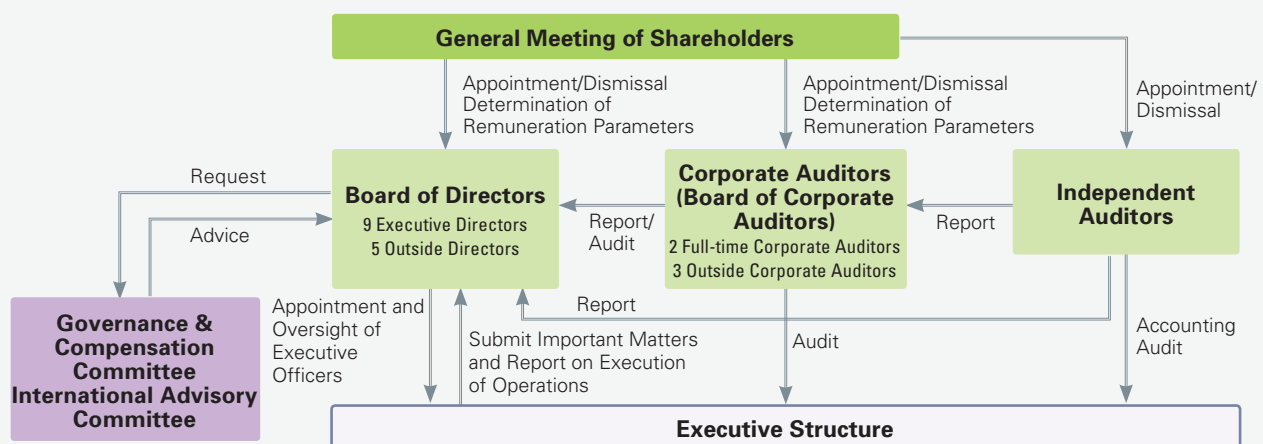 General Meeting of Shareholders
Appointment/Dismissal
Determination of
Remuneration Parameters
Appointment/Dismissal
Determination of
Remuneration Parameters
Appointment/
Dismissal
Request
Advice
Board of Directors
9 Executive Directors
5 Outside Directors
Report/
Audit
Corporate Auditors
(Board of Corporate
Auditors)
2 Full-time Corporate Auditors
3 Outside Corporate Auditors
Report
Independent
Auditors
Governance &
Compensation
Committee
International Advisory
Committee
Appointment and
Oversight of
Executive
Officers
Report
Submit Important Matters
and Report on Execution
of Operations
Audit
Accounting
Audit
Executive Structure